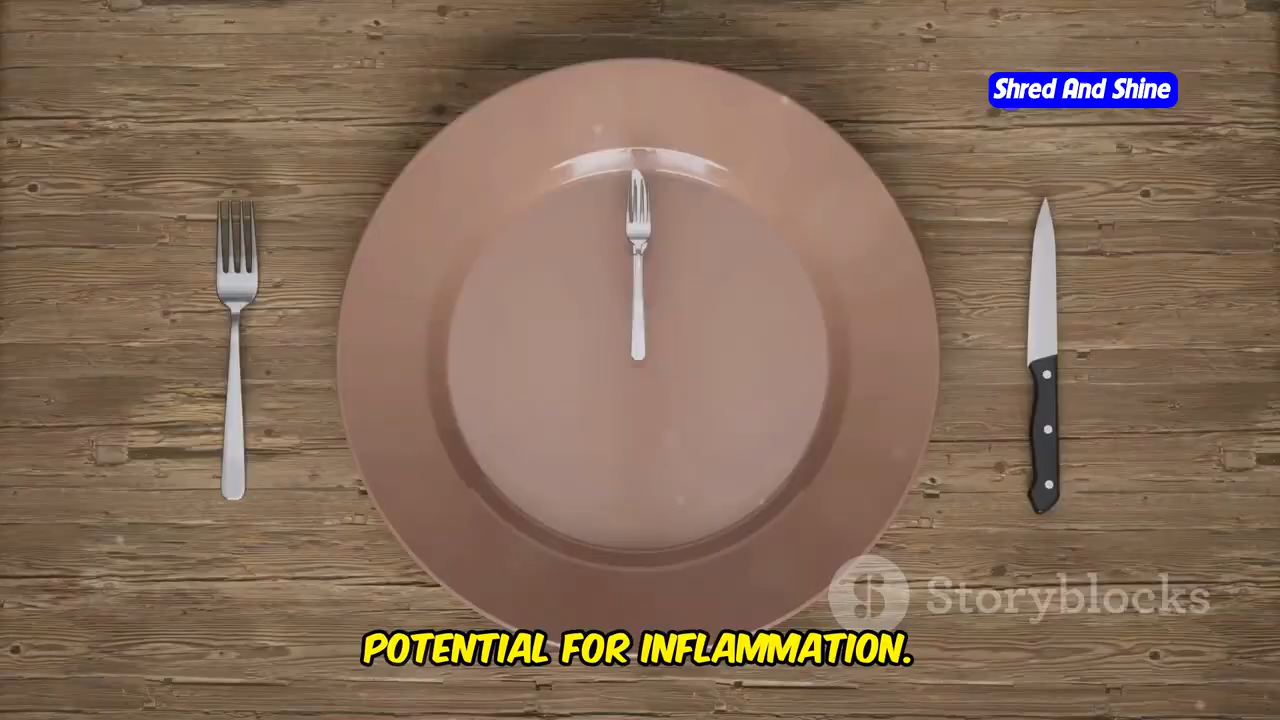 Shred And Shine
Storyblocks
POTENTIAL FOR INFLAMMATION.